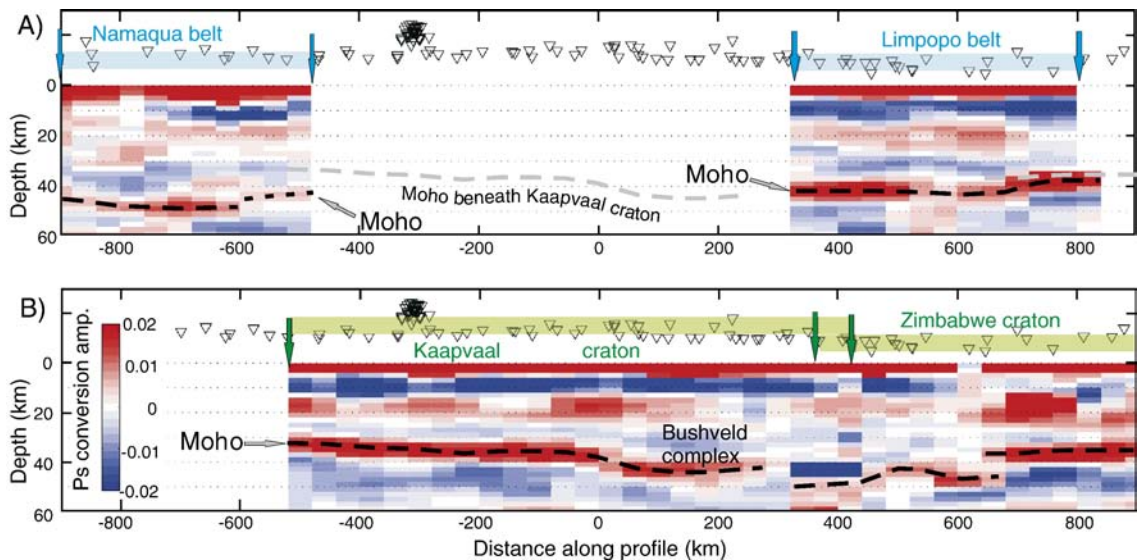 A)
Namaqua belt
Limpopo belt
0
20
40
60
Depth (km)
Moho
Moho
Moho beneath Kaapvaal craton
-800 -600 -400 -200 0 200 400 600 800
B)
Kaapvaal craton
Zimbabwe craton
Ps conversion amp.
0.02
0.01
0
-0.01
-0.02
0
20
40
60
Depth (km)
Moho
Bushveld
complex
-800 -600 -400 -200 0 200 400 600 800
Distance along profile (km)